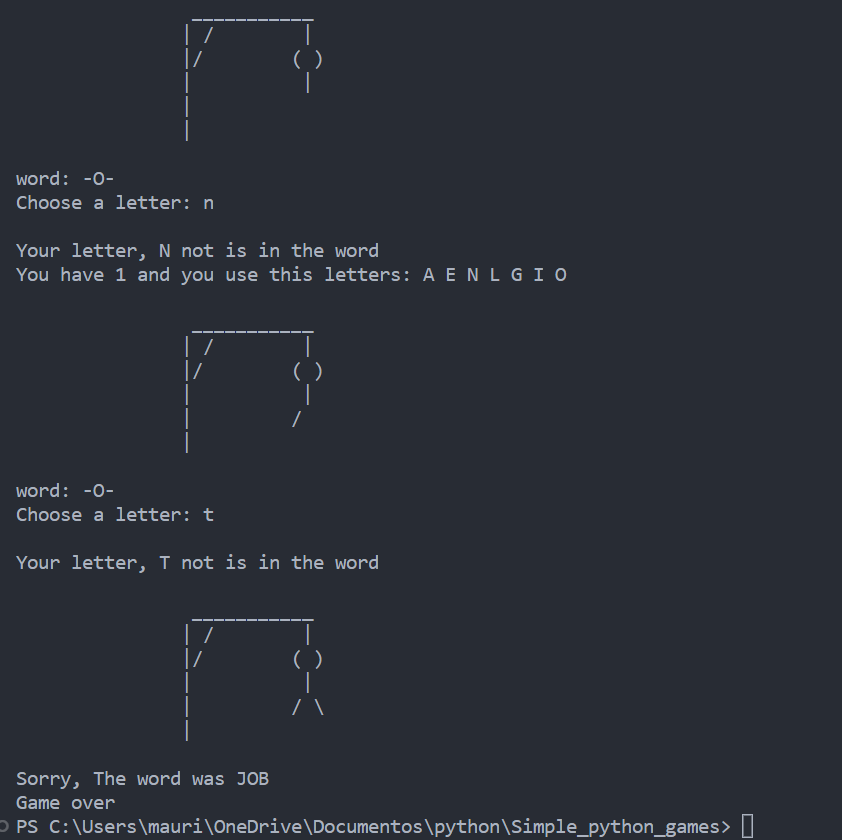 ___________
| /        |
|/        ( )
|          |
|
|
word: -O-
Choose a letter: n
Your letter, N not is in the word
You have 1 and you use this letters: A E N L G I O
 ___________
| /        |
|/        ( )
|          |
|         /
|
word: -O-
Choose a letter: t
Your letter, T not is in the word
 ___________
| /        |
|/        ( )
|          |
|         / \
|
Sorry, The word was JOB
Game over
PS C:\Users\mauri\OneDrive\Documentos\python\Simple_python_games>